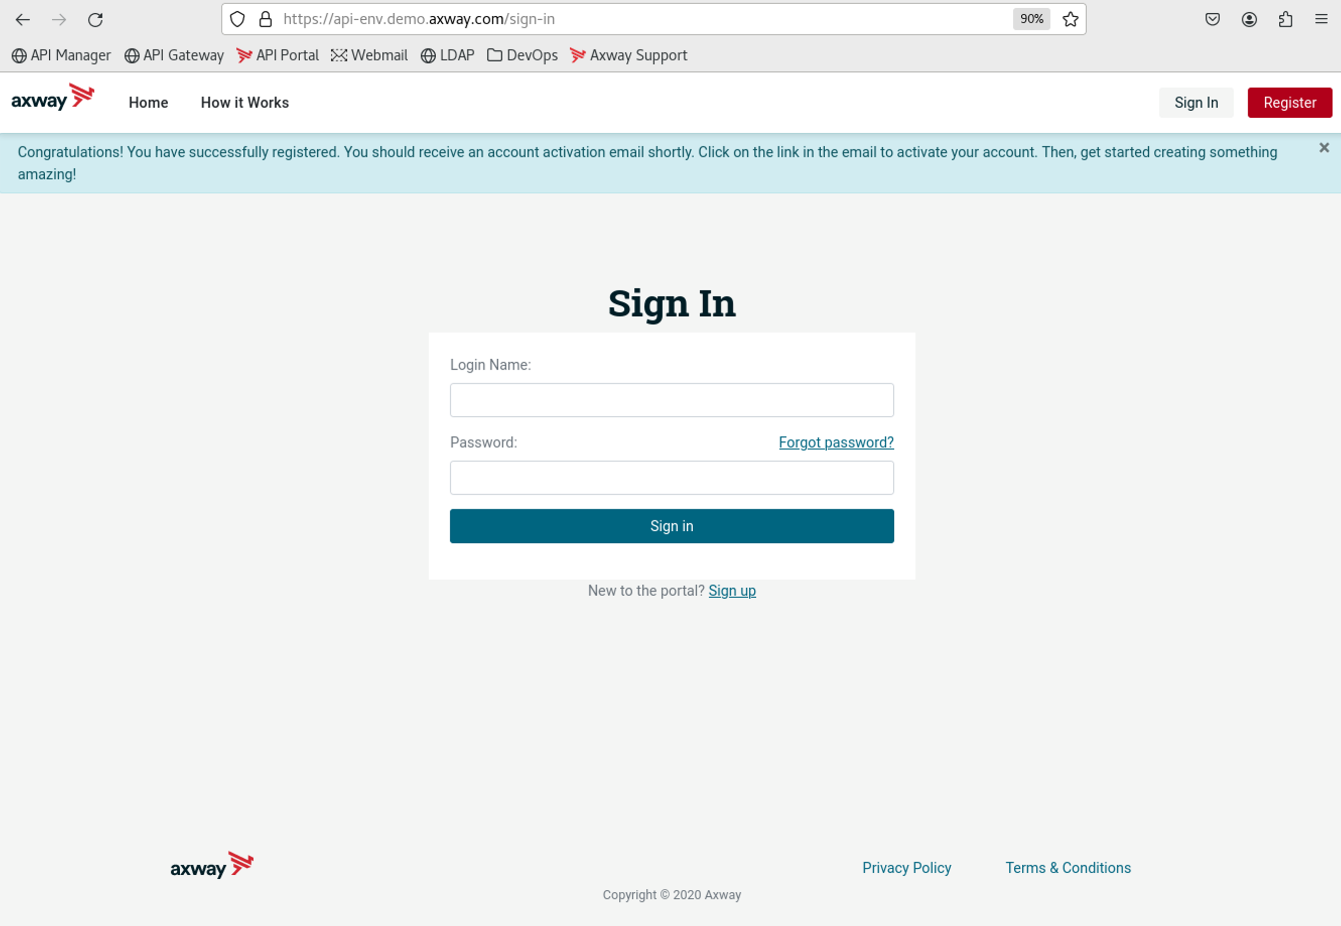 https://api-env.demo.axway.com/sign-in
90%
API Manager API Gateway API Portal Webmail LDAP DevOps Axway Support
axway Home How it Works Sign In Register
Congratulations! You have successfully registered. You should receive an account activation email shortly. Click on the link in the email to activate your account. Then, get started creating something
amazing!
×
Sign In
Login Name:
Password: Forgot password?
Sign in
New to the portal? Sign up
axway Privacy Policy Terms & Conditions
Copyright © 2020 Axway